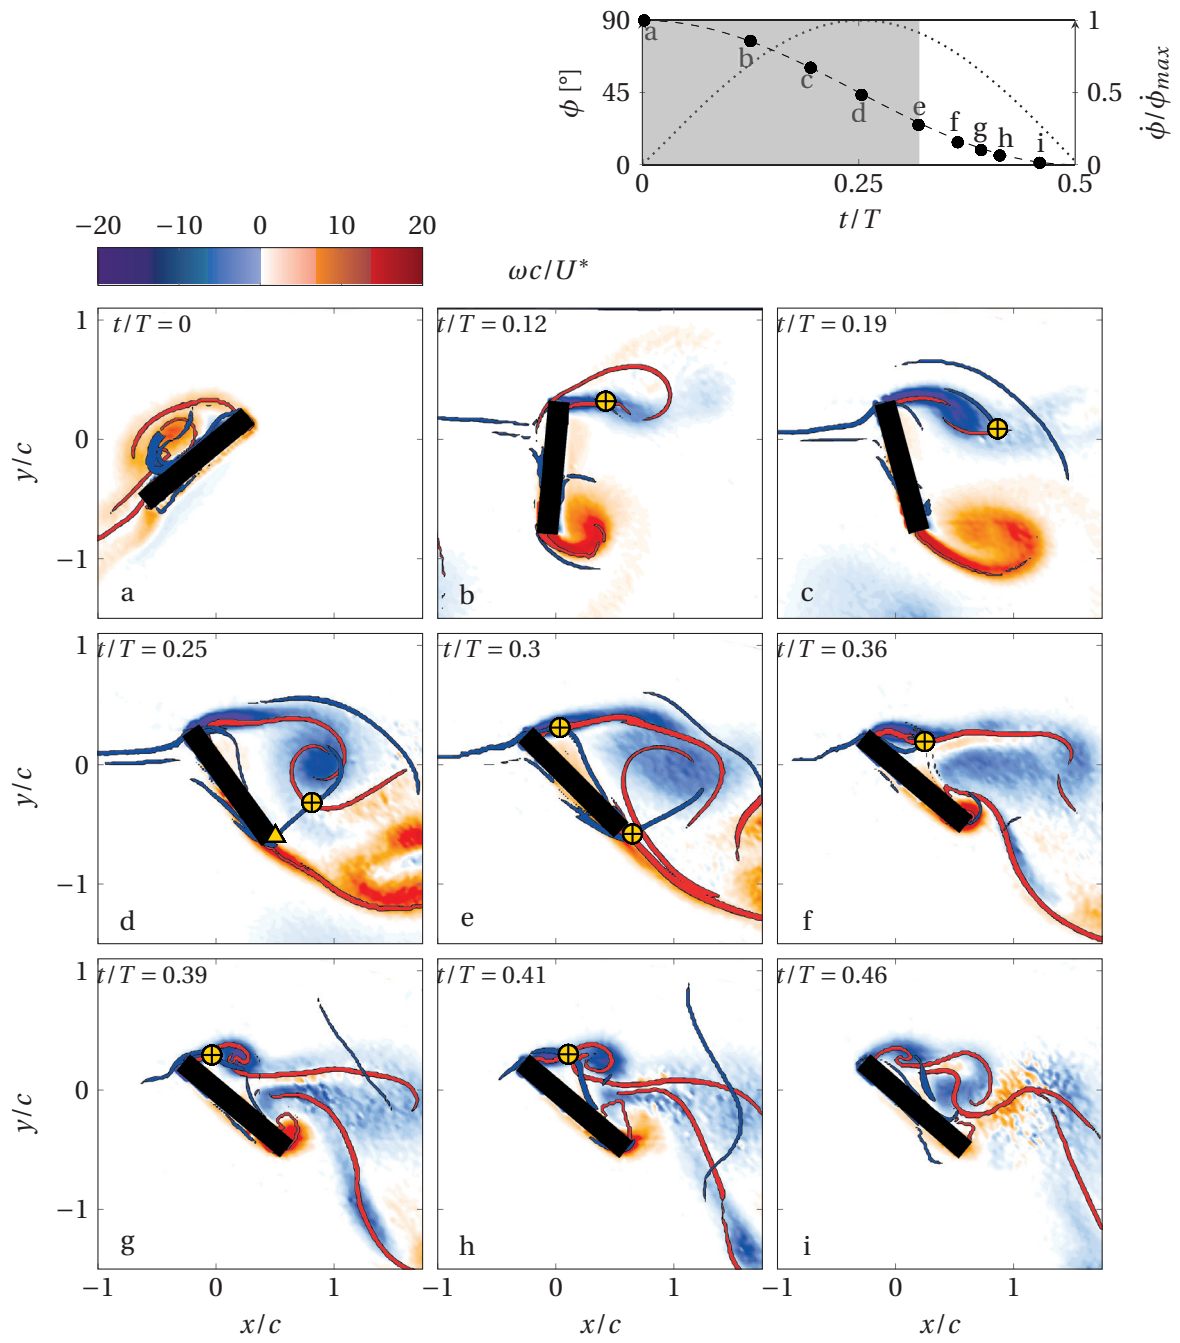 90
45
0
ϕ [°]
a
b
c
d
e
f
g
h
i
1
0.5
0
ϕ̇/ϕ̇max
0
0.25
0.5
t/T
−20
−10
0
10
20
ωc/U*
t/T = 0
t/T = 0.12
t/T = 0.19
1
0
−1
y/c
a
b
c
t/T = 0.25
t/T = 0.3
t/T = 0.36
1
0
−1
y/c
d
e
f
t/T = 0.39
t/T = 0.41
t/T = 0.46
1
0
−1
y/c
g
h
i
−1
0
1
−1
0
1
−1
0
1
x/c
x/c
x/c